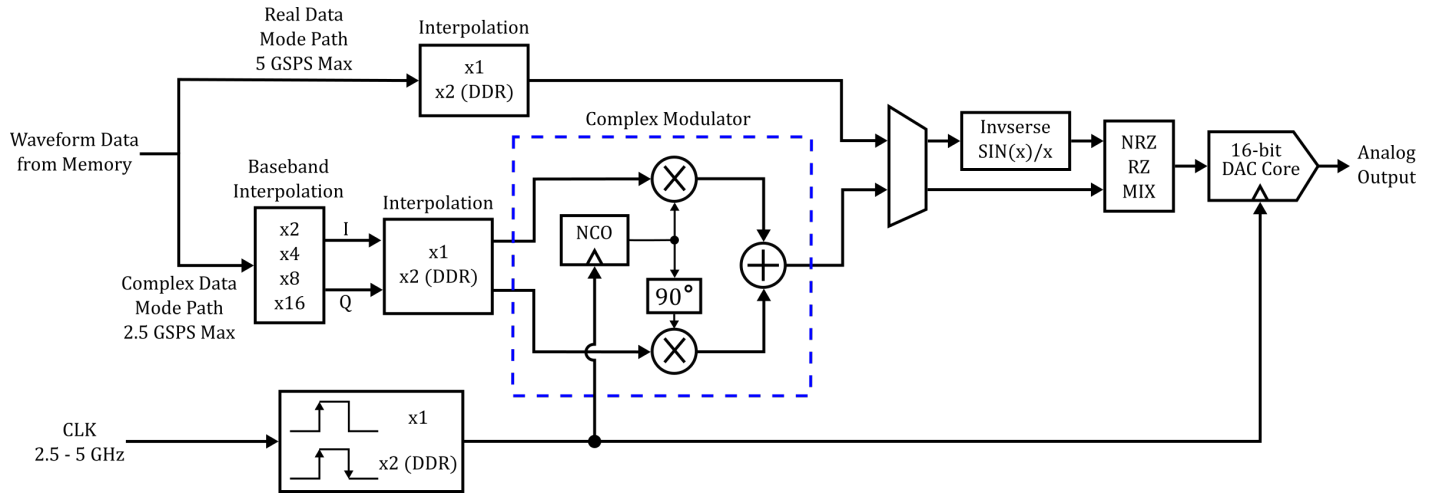 Real Data
Mode Path
5 GSPS Max
Interpolation
x1
x2 (DDR)
Complex Modulator
Waveform Data
from Memory
Baseband
Interpolation
x2
x4
x8
x16
I
Q
Interpolation
x1
x2 (DDR)
NCO
90°
Complex Data
Mode Path
2.5 GSPS Max
Invserse
SIN(x)/x
NRZ
RZ
MIX
16-bit
DAC Core
Analog
Output
CLK
2.5 - 5 GHz
x1
x2 (DDR)